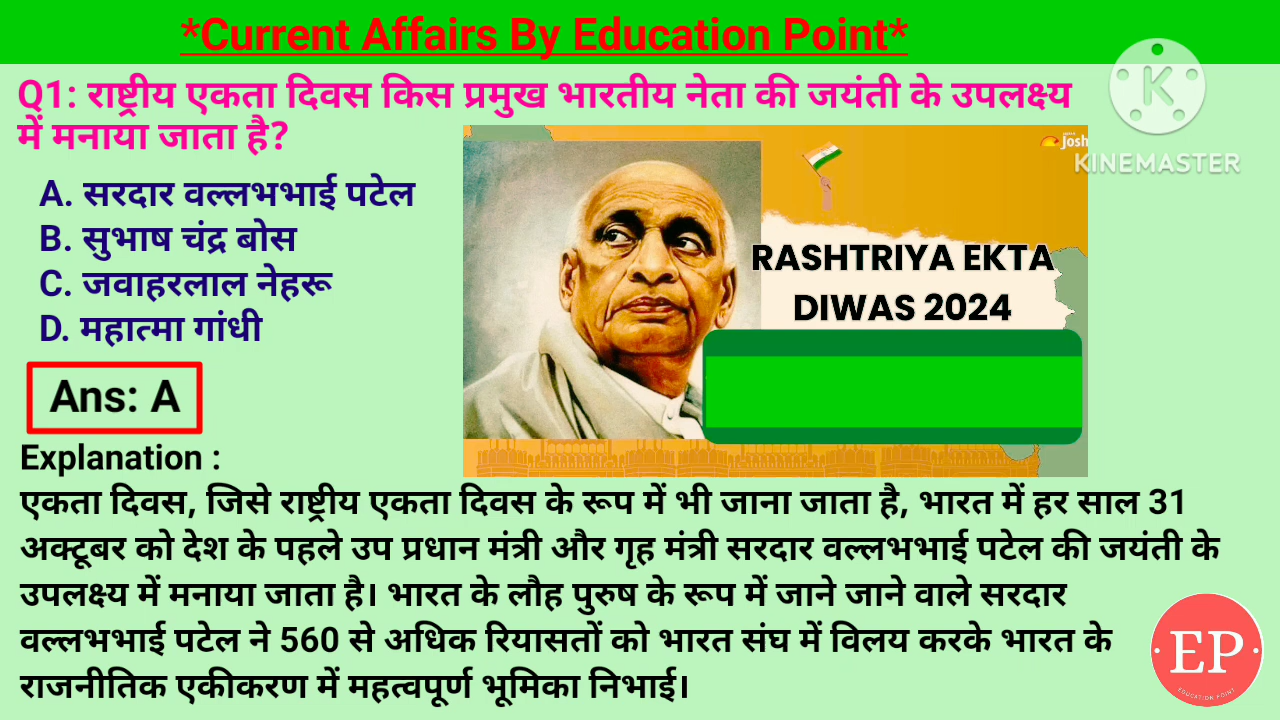 *Current Affairs By Education Point*
Q1: राष्ट्रीय एकता दिवस किस प्रमुख भारतीय नेता की जयंती के उपलक्ष्य
में मनाया जाता है?
A. सरदार वल्लभभाई पटेल
B. सुभाष चंद्र बोस
C. जवाहरलाल नेहरू
D. महात्मा गांधी
Ans: A
K
KINEMASTER
josh
RASHTRIYA EKTA
DIWAS 2024
Explanation :
एकता दिवस, जिसे राष्ट्रीय एकता दिवस के रूप में भी जाना जाता है, भारत में हर साल 31
अक्टूबर को देश के पहले उप प्रधान मंत्री और गृह मंत्री सरदार वल्लभभाई पटेल की जयंती के
उपलक्ष्य में मनाया जाता है। भारत के लौह पुरुष के रूप में जाने जाने वाले सरदार
वल्लभभाई पटेल ने 560 से अधिक रियासतों को भारत संघ में विलय करके भारत के
राजनीतिक एकीकरण में महत्वपूर्ण भूमिका निभाई।
EP
EDUCATION POINT